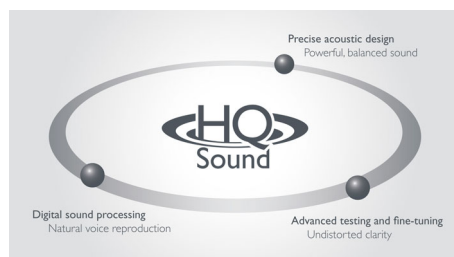 Precise acoustic design
Powerful, balanced sound
HQ
Sound
Digital sound processing
Natural voice reproduction
Advanced testing and fine-tuning
Undistorted clarity